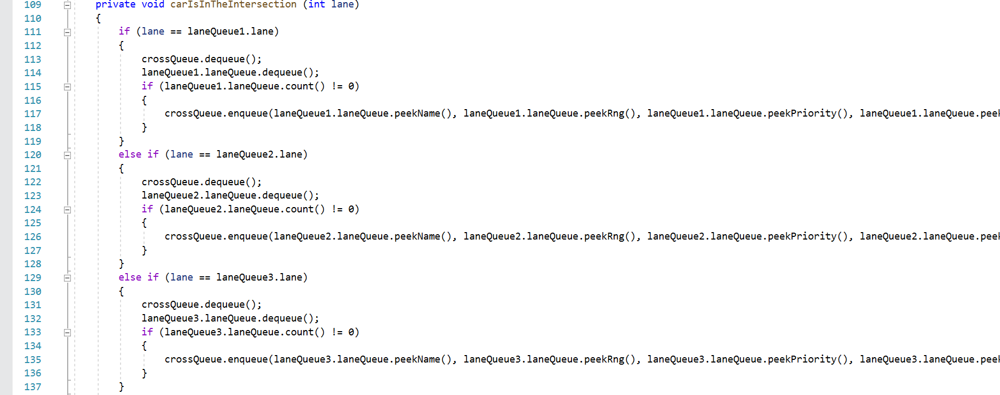 109 private void carIsInTheIntersection (int lane)
110 {
111 if (lane == laneQueue1.lane)
112 {
113 crossQueue.dequeue();
114 laneQueue1.laneQueue.dequeue();
115 if (laneQueue1.laneQueue.count() != 0)
116 {
117 crossQueue.enqueue(laneQueue1.laneQueue.peekName(), laneQueue1.laneQueue.peekRng(), laneQueue1.laneQueue.peekPriority(), laneQueue1.laneQueue.peek
118 }
119 }
120 else if (lane == laneQueue2.lane)
121 {
122 crossQueue.dequeue();
123 laneQueue2.laneQueue.dequeue();
124 if (laneQueue2.laneQueue.count() != 0)
125 {
126 crossQueue.enqueue(laneQueue2.laneQueue.peekName(), laneQueue2.laneQueue.peekRng(), laneQueue2.laneQueue.peekPriority(), laneQueue2.laneQueue.peek
127 }
128 }
129 else if (lane == laneQueue3.lane)
130 {
131 crossQueue.dequeue();
132 laneQueue3.laneQueue.dequeue();
133 if (laneQueue3.laneQueue.count() != 0)
134 {
135 crossQueue.enqueue(laneQueue3.laneQueue.peekName(), laneQueue3.laneQueue.peekRng(), laneQueue3.laneQueue.peekPriority(), laneQueue3.laneQueue.peek
136 }
137 }